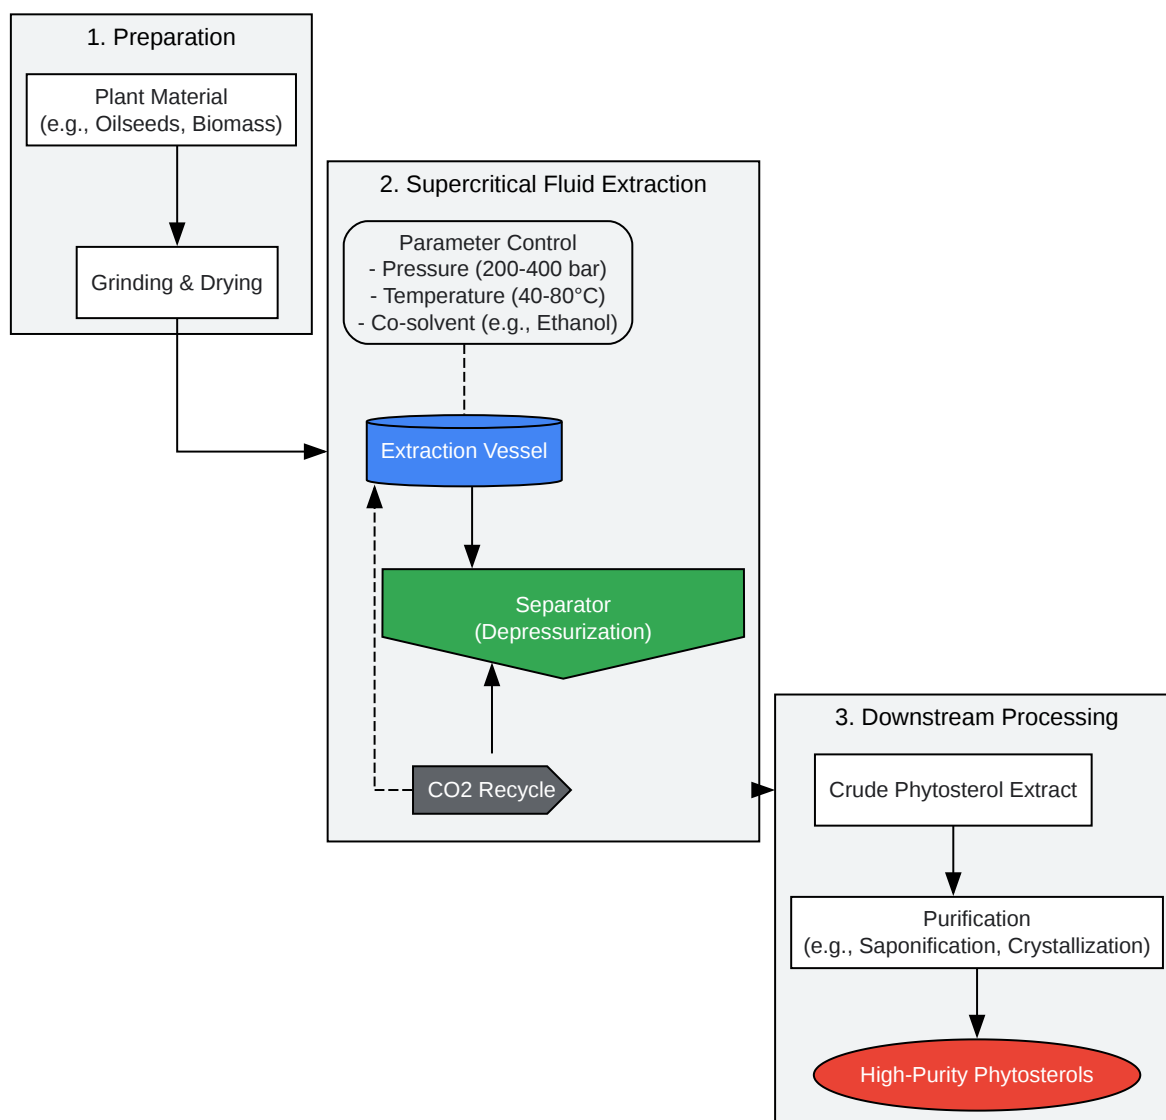 1. Preparation
Plant Material
(e.g., Oilseeds, Biomass)
Grinding & Drying
2. Supercritical Fluid Extraction
Parameter Control
- Pressure (200-400 bar)
- Temperature (40-80°C)
- Co-solvent (e.g., Ethanol)
Extraction Vessel
Separator
(Depressurization)
CO2 Recycle
3. Downstream Processing
Crude Phytosterol Extract
Purification
(e.g., Saponification, Crystallization)
High-Purity Phytosterols